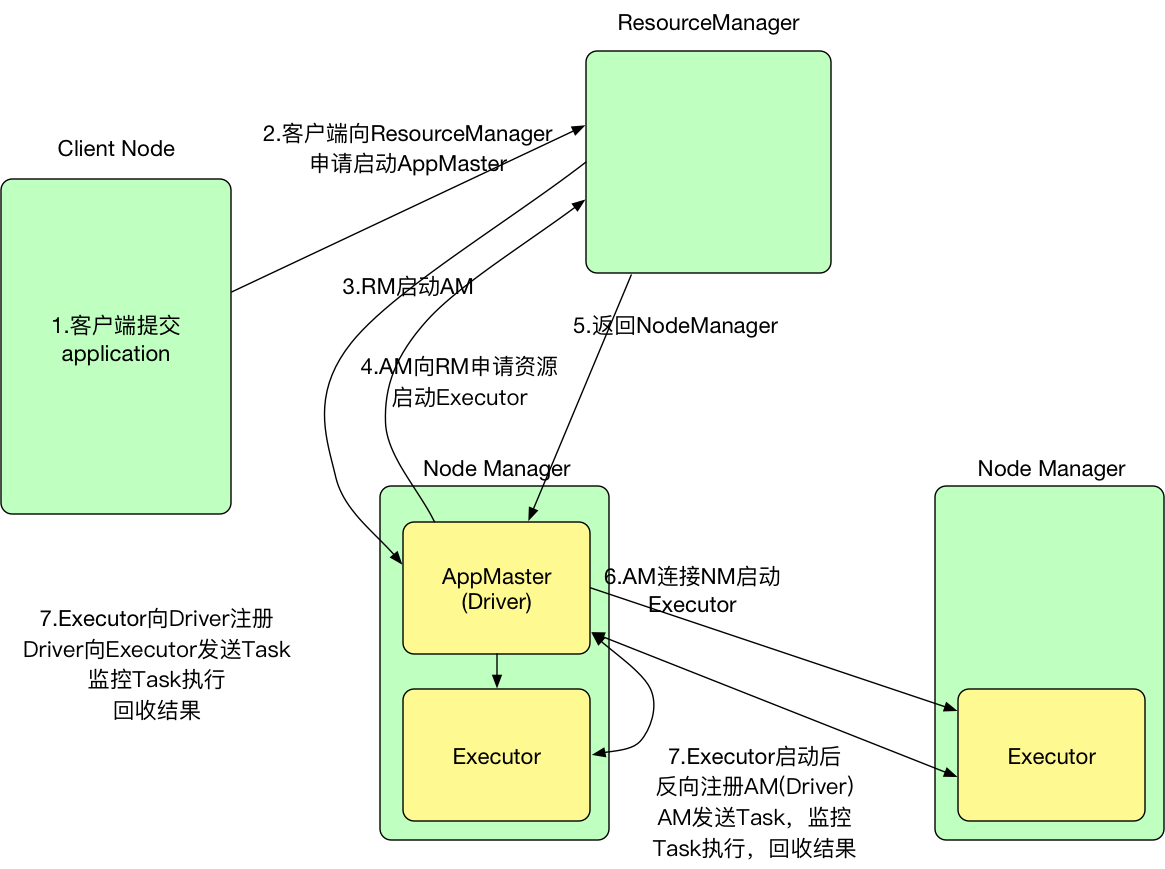 ResourceManager
2.客户端向ResourceManager
申请启动AppMaster
Client Node
1.客户端提交
application
3.RM启动AM
5.返回NodeManager
4.AM向RM申请资源
启动Executor
Node Manager
Node Manager
AppMaster
(Driver)
6.AM连接NM启动
Executor
7.Executor向Driver注册
Driver向Executor发送Task
监控Task执行
回收结果
Executor
Executor
7.Executor启动后
反向注册AM(Driver)
AM发送Task，监控
Task执行，回收结果